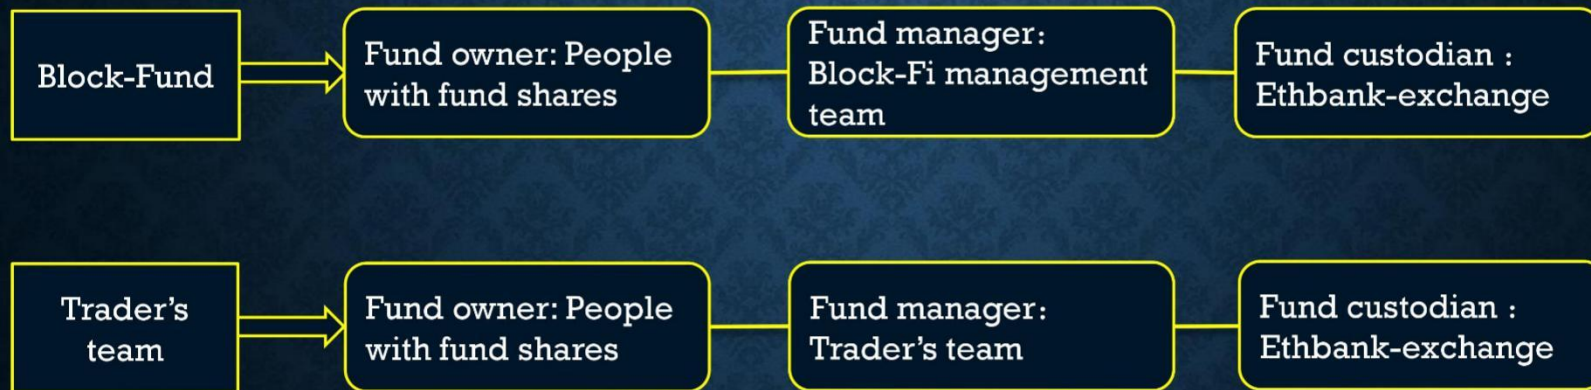 Block-Fund
Fund owner: People
with fund shares
Fund manager:
Block-Fi management
team
Fund custodian :
Ethbank-exchange
Trader's
team
Fund owner: People
with fund shares
Fund manager:
Trader's team
Fund custodian :
Ethbank-exchange